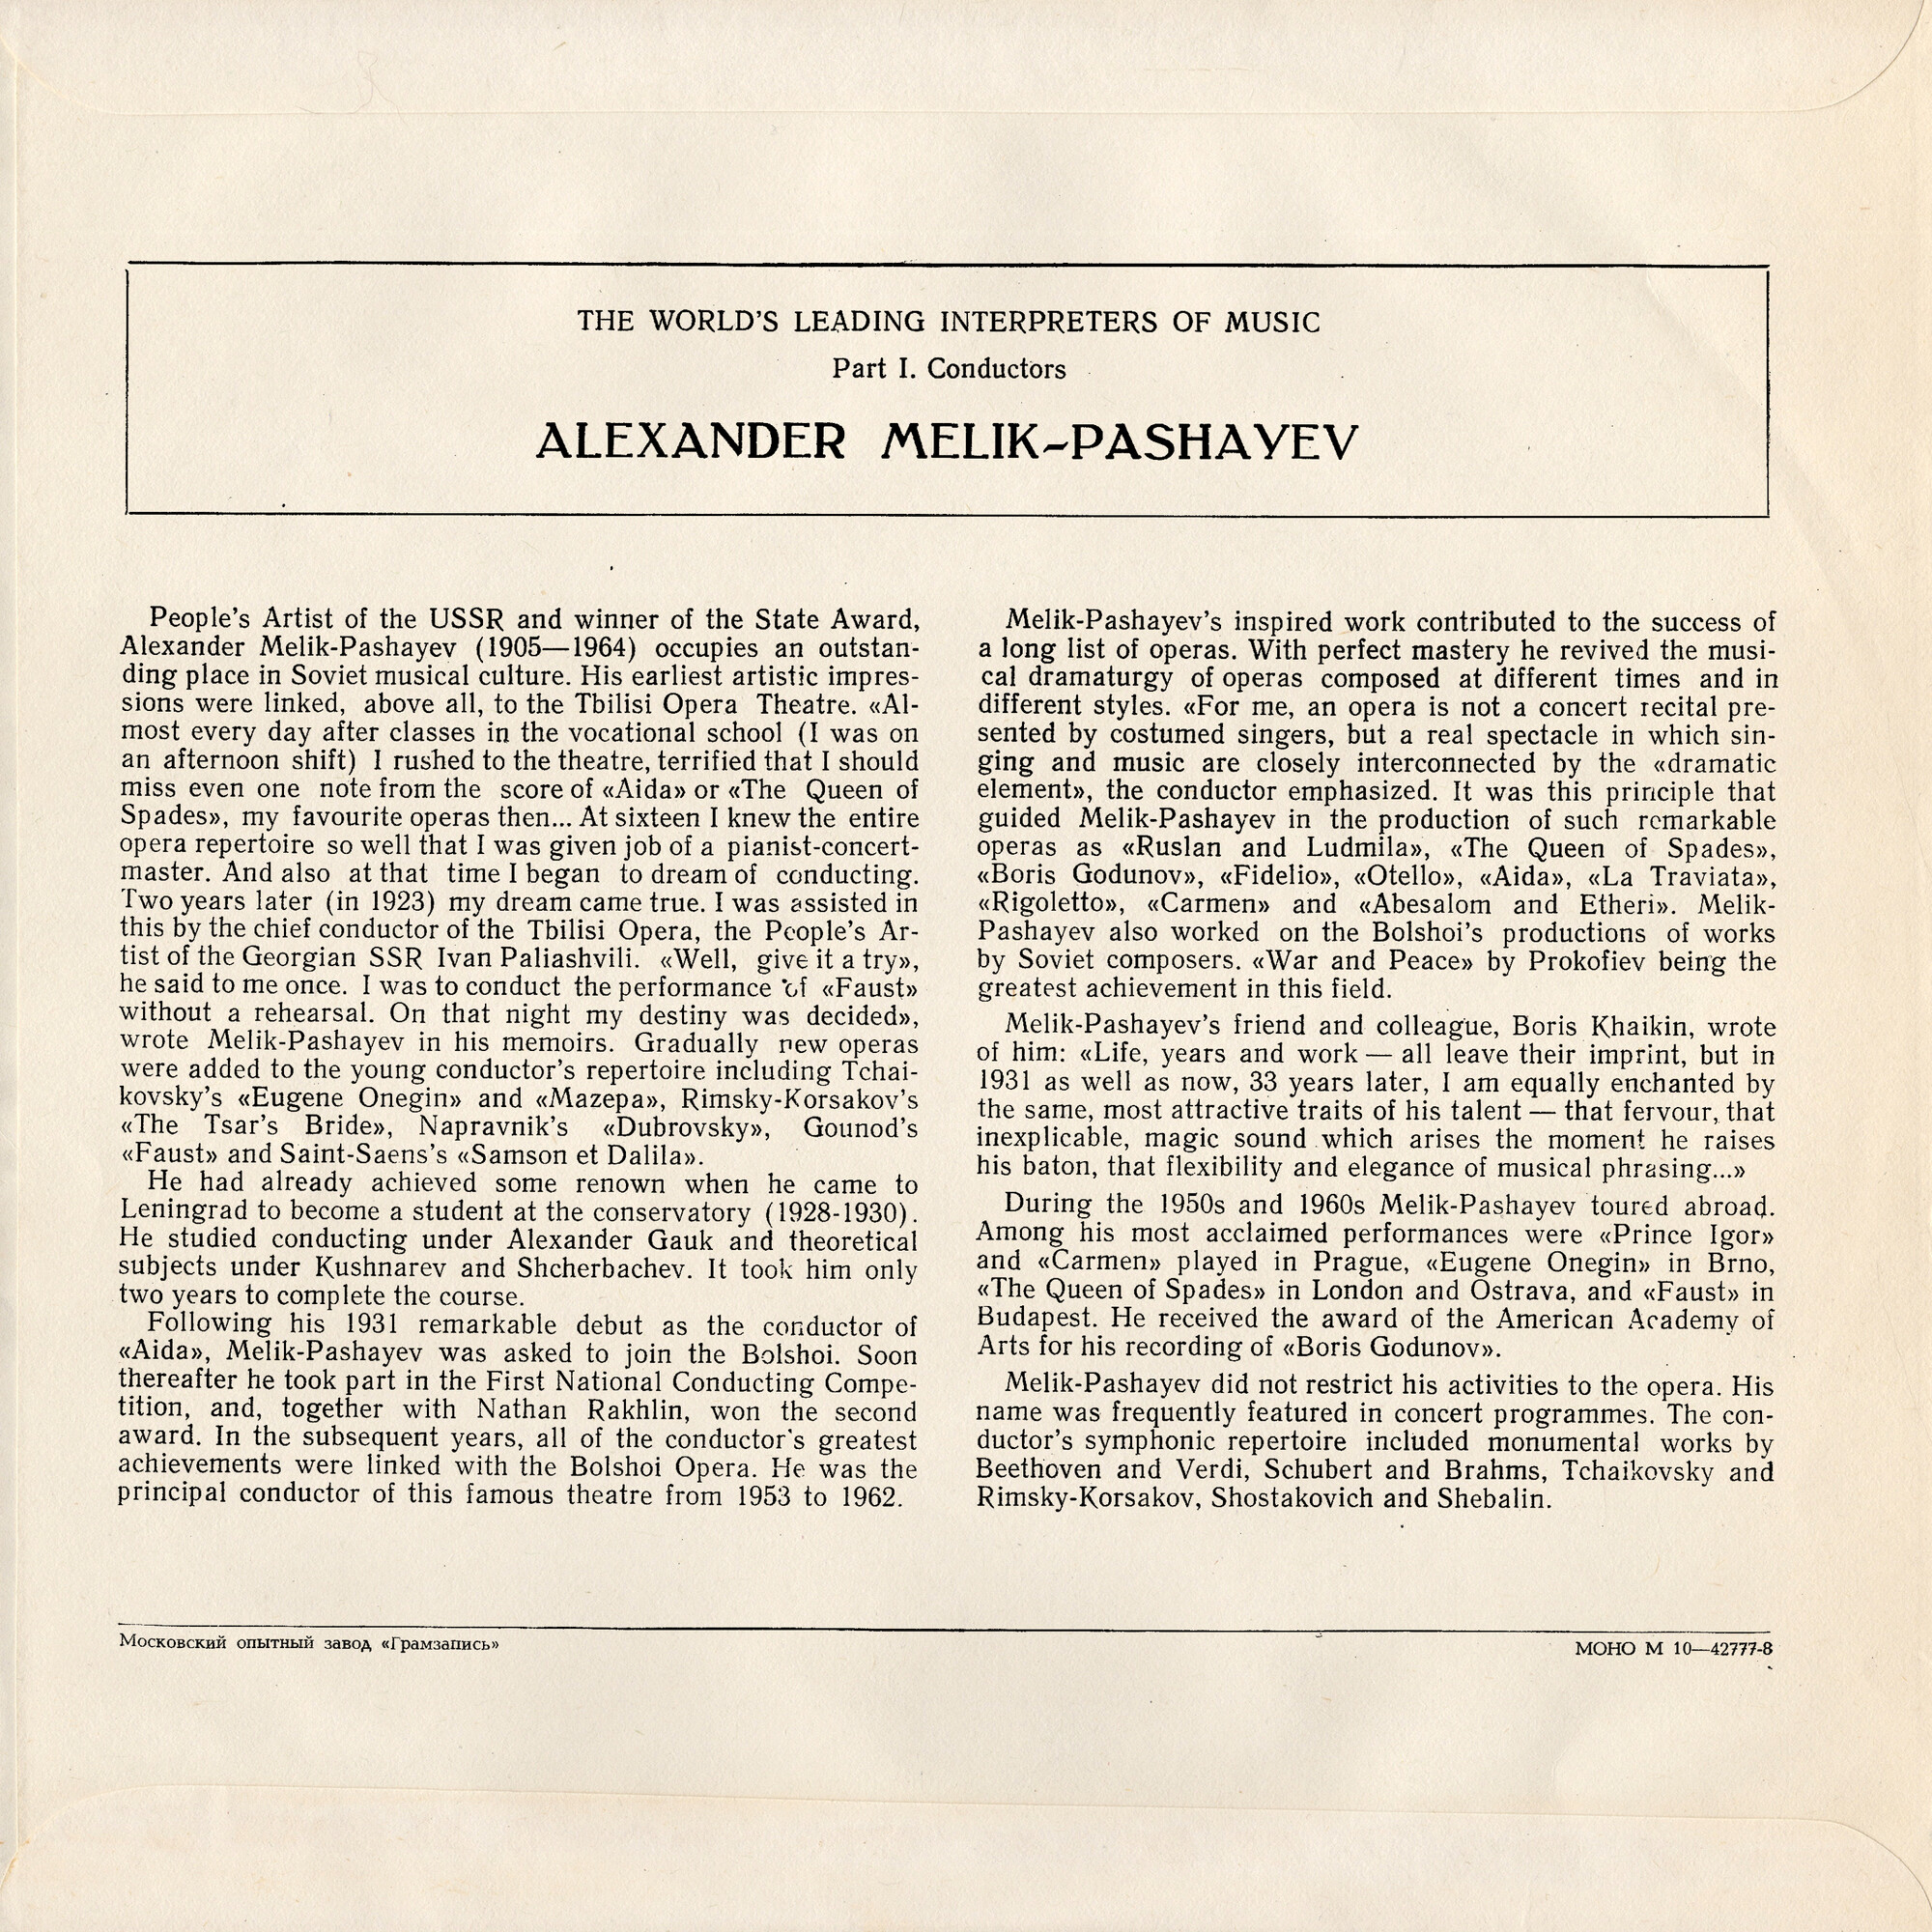 THE WORLD'S LEADING INTERPRETERS OF MUSIC
Part I. Conductors
ALEXANDER MELIK-PASHAYEV
People's Artist of the USSR and winner of the State Award,
Alexander Melik-Pashayev (1905—1964) occupies an outstan-
ding place in Soviet musical culture. His earliest artistic impres-
sions were linked, above all, to the Tbilisi Opera Theatre. «Al-
most every day after classes in the vocational school (I was on
an afternoon shift) I rushed to the theatre, terrified that I should
miss even one note from the score of «Aida» or «The Queen of
Spades», my favourite operas then... At sixteen I knew the entire
opera repertoire so well that I was given job of a pianist-concert-
master. And also at that time I began to dream of conducting.
Two years later (in 1923) my dream came true. I was assisted in
this by the chief conductor of the Tbilisi Opera, the People's Ar-
tist of the Georgian SSR Ivan Paliashvili. «Well, give it a try»,
he said to me once. I was to conduct the performance of «Faust»
without a rehearsal. On that night my destiny was decided»,
wrote Melik-Pashayev in his memoirs. Gradually new operas
were added to the young conductor's repertoire including Tchai-
kovsky's «Eugene Onegin» and «Mazepa», Rimsky-Korsakov's
«The Tsar's Bride», Napravnik's «Dubrovsky», Gounod's
«Faust» and Saint-Saens's «Samson et Dalila».
He had already achieved some renown when he came to
Leningrad to become a student at the conservatory (1928-1930).
He studied conducting under Alexander Gauk and theoretical
subjects under Kushnarev and Shcherbachev. It took him only
two years to complete the course.
Following his 1931 remarkable debut as the conductor of
«Aida», Melik-Pashayev was asked to join the Bolshoi. Soon
thereafter he took part in the First National Conducting Compe-
tition, and, together with Nathan Rakhlin, won the second
award. In the subsequent years, all of the conductor's greatest
achievements were linked with the Bolshoi Opera. He was the
principal conductor of this famous theatre from 1953 to 1962.
Melik-Pashayev's inspired work contributed to the success of
a long list of operas. With perfect mastery he revived the musi-
cal dramaturgy of operas composed at different times and in
different styles. «For me, an opera is not a concert recital pre-
sented by costumed singers, but a real spectacle in which sin-
ging and music are closely interconnected by the «dramatic
element», the conductor emphasized. It was this principle that
guided Melik-Pashayev in the production of such remarkable
operas as «Ruslan and Ludmila», «The Queen of Spades»,
«Boris Godunov», «Fidelio», «Otello», «Aida», «La Traviata»,
«Rigoletto», «Carmen» and «Abesalom and Etheri». Melik-
Pashayev also worked on the Bolshoi's productions of works
by Soviet composers. «War and Peace» by Prokofiev being the
greatest achievement in this field.
Melik-Pashayev's friend and colleague, Boris Khaikin, wrote
of him: «Life, years and work — all leave their imprint, but in
1931 as well as now, 33 years later, I am equally enchanted by
the same, most attractive traits of his talent — that fervour, that
inexplicable, magic sound which arises the moment he raises
his baton, that flexibility and elegance of musical phrasing...»
During the 1950s and 1960s Melik-Pashayev toured abroad.
Among his most acclaimed performances were «Prince Igor»
and «Carmen» played in Prague, «Eugene Onegin» in Brno,
«The Queen of Spades» in London and Ostrava, and «Faust» in
Budapest. He received the award of the American Academy of
Arts for his recording of «Boris Godunov».
Melik-Pashayev did not restrict his activities to the opera. His
name was frequently featured in concert programmes. The con-
ductor's symphonic repertoire included monumental works by
Beethoven and Verdi, Schubert and Brahms, Tchaikovsky and
Rimsky-Korsakov, Shostakovich and Shebalin.
Московский опытный завод «Грамзапись»
МОНО М 10—42777-8